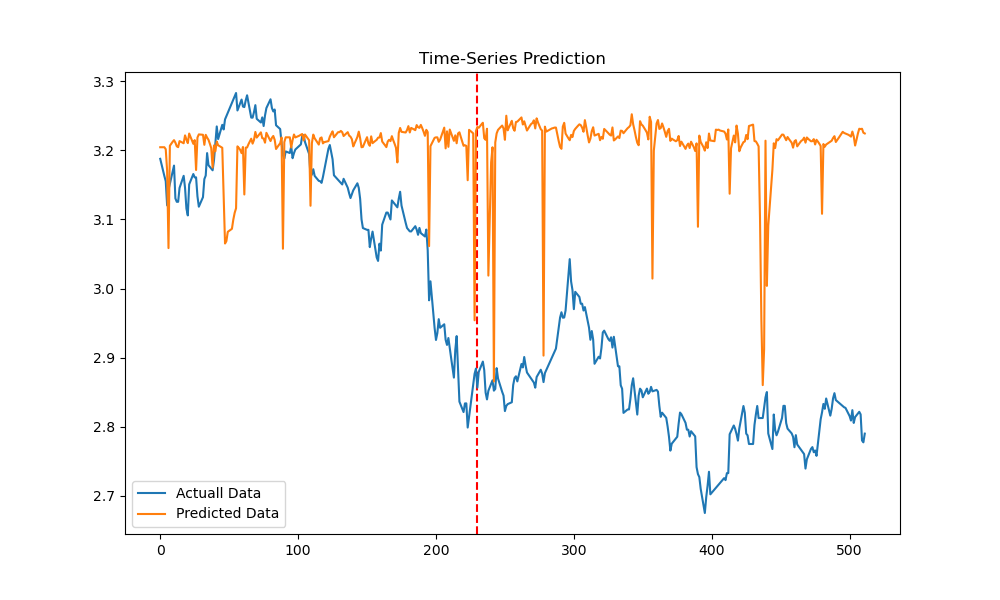 Time-Series Prediction
3.3
3.2
3.1
3.0
2.9
2.8
2.7
Actuall Data
Predicted Data
0 100 200 300 400 500